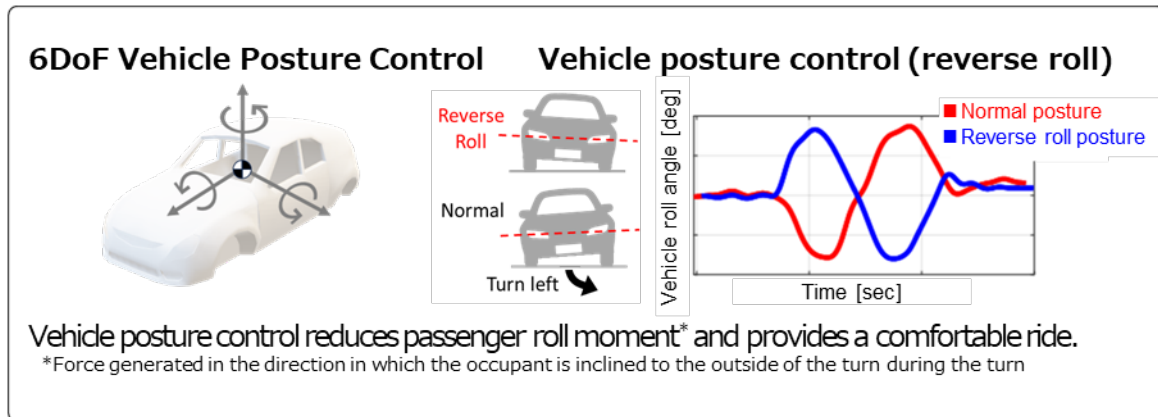 6DoF Vehicle Posture Control
Vehicle posture control (reverse roll)
Reverse
Roll
Normal
Turn left
Vehicle roll angle [deg]
Normal posture
Reverse roll posture
Time [sec]
Vehicle posture control reduces passenger roll moment* and provides a comfortable ride.
*Force generated in the direction in which the occupant is inclined to the outside of the turn during the turn